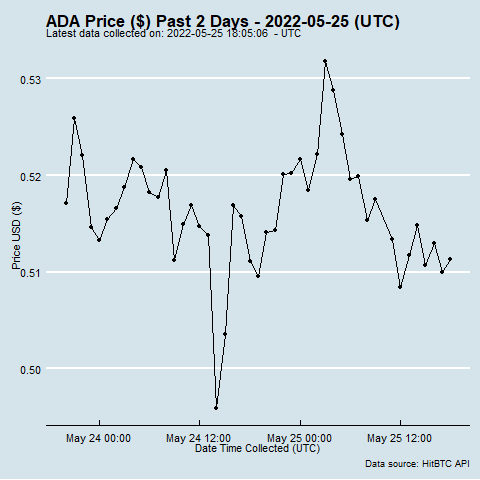 ADA Price ($) Past 2 Days - 2022-05-25 (UTC)
Latest data collected on: 2022-05-25 18:05:06 - UTC
0.53
0.52
0.51
0.50
Price USD ($)
May 24 00:00
May 24 12:00
May 25 00:00
May 25 12:00
Date Time Collected (UTC)
Data source: HitBTC API